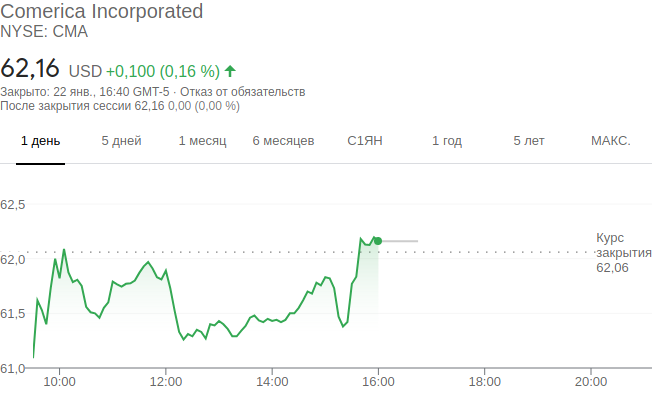 Comerica Incorporated
NYSE: CMA
62,16 USD +0,100 (0,16 %)
Закрыто: 22 янв., 16:40 GMT-5 · Отказ от обязательств
После закрытия сессии 62,16 0,00 (0,00 %)
1 день 5 дней 1 месяц 6 месяцев С1ЯН 1 год 5 лет МАКС.
62,5
62,0
61,5
61,0
Курс
закрытия
62,06
10:00 12:00 14:00 16:00 18:00 20:00